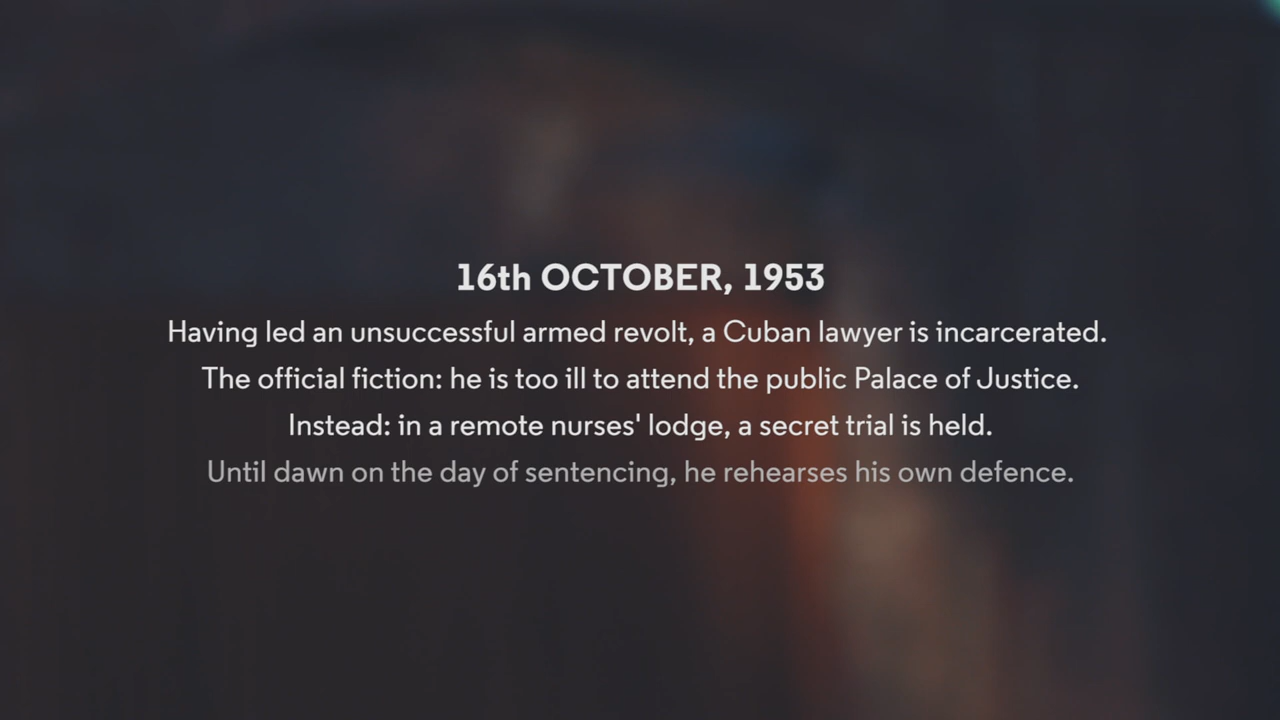 16th OCTOBER, 1953
Having led an unsuccessful armed revolt, a Cuban lawyer is incarcerated.
The official fiction: he is too ill to attend the public Palace of Justice.
Instead: in a remote nurses' lodge, a secret trial is held.
Until dawn on the day of sentencing, he rehearses his own defence.